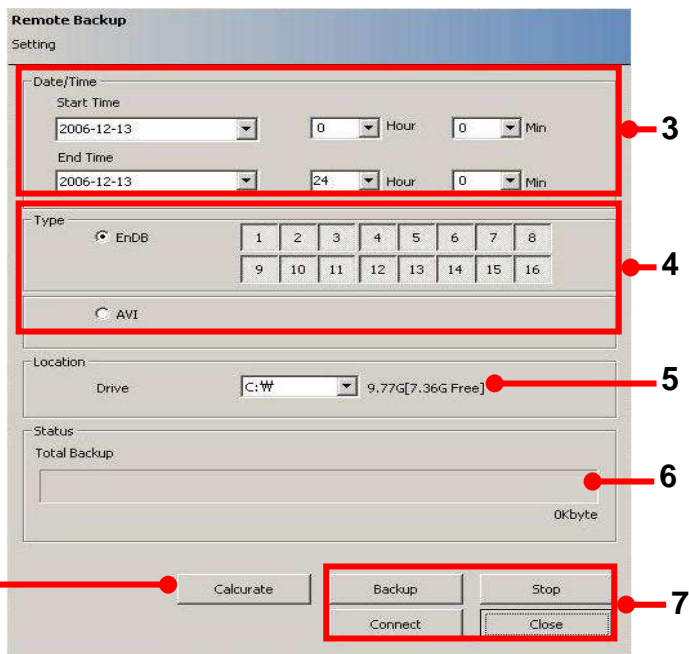 Remote Backup
Setting
Date/Time
Start Time
2006-12-13 0 Hour 0 Min 3
End Time
2006-12-13 24 Hour 0 Min
Type
EnDB 1 2 3 4 5 6 7 8
9 10 11 12 13 14 15 16 4
AVI
Location
Drive C:₩ 9.77G[7.36G Free] 5
Status
Total Backup
6
0Kbyte
Calcurate Backup Stop
7
Connect Close